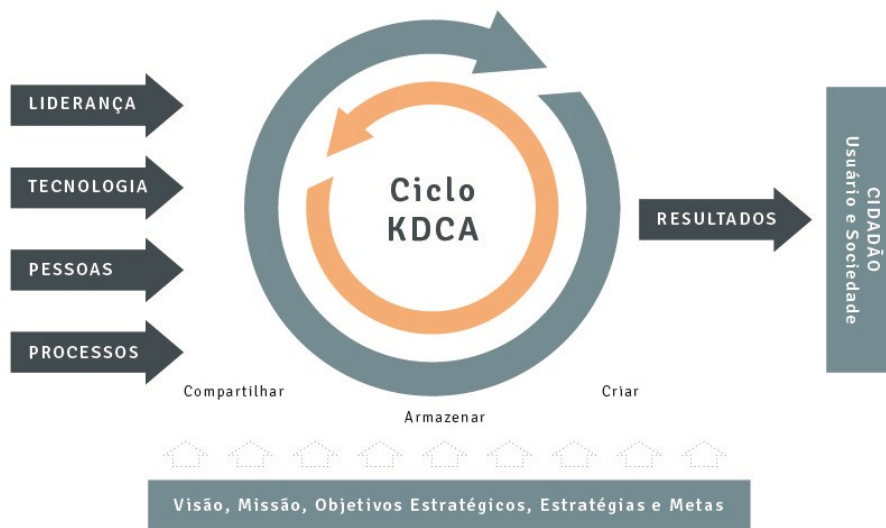 LIDERANÇA
TECNOLOGIA
PESSOAS
PROCESSOS
Ciclo
KDCA
RESULTADOS
CIDADÃO
Usuário e Sociedade
Compartilhar
Armazenar
Criar
Visão, Missão, Objetivos Estratégicos, Estratégias e Metas